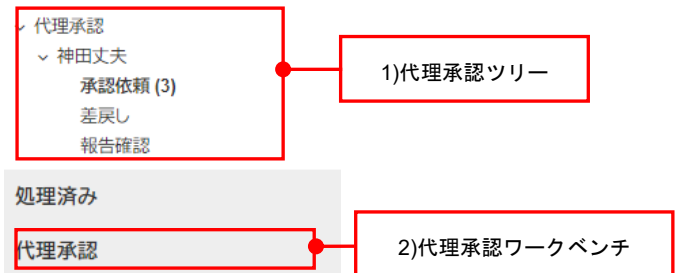 代理承認
神田丈夫
承認依頼 (3)
差戻し
報告確認
1)代理承認ツリー
処理済み
代理承認
2)代理承認ワークベンチ